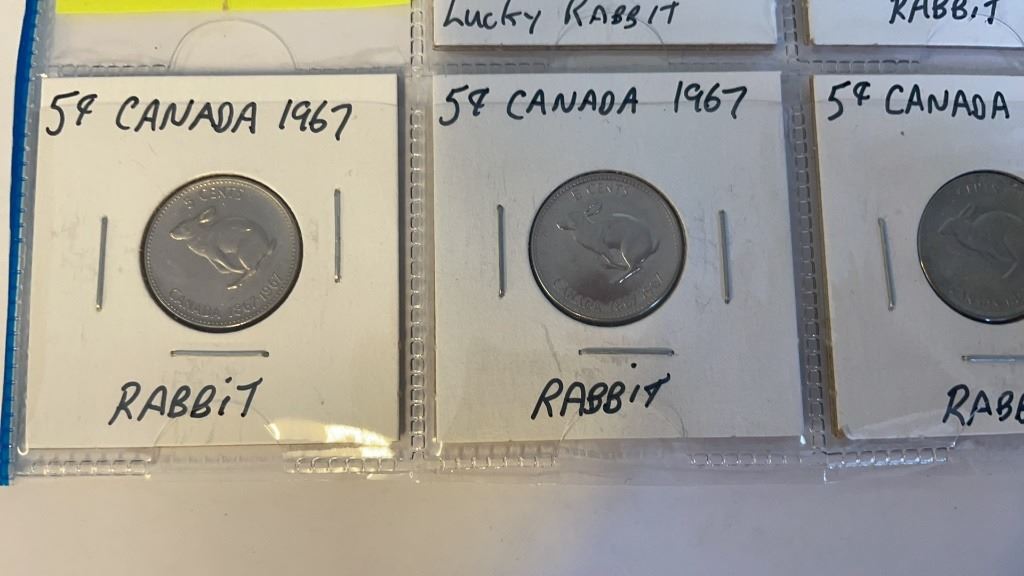 Lucky RABBIT
RABBIT
5¢ CANADA 1967
5 CENTS
CANADA 1867-1967
RABBiT
5¢ CANADA 1967
5 CENTS
CANADA 1867-1967
RABBiT
5¢ CANADA
RABB